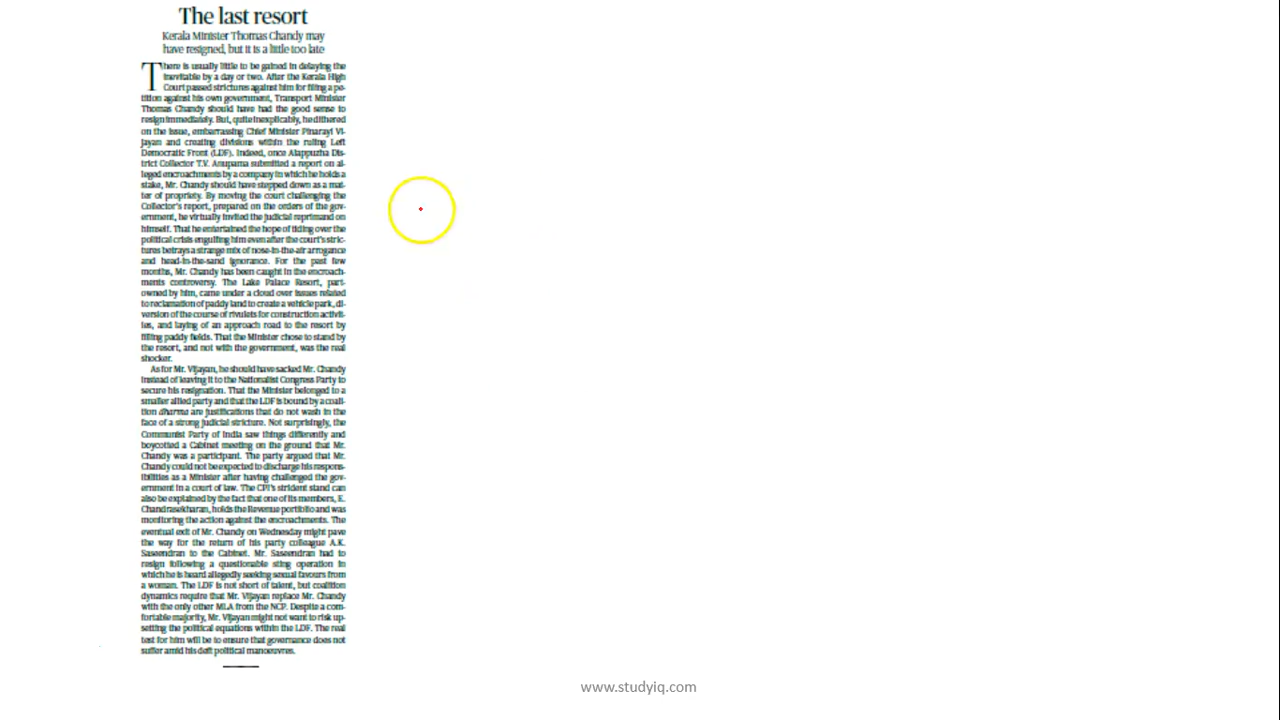 The last resort
Kerala Minister Thomas Chandy may
have resigned, but it is a little too late
There is usually little to be gained in delaying the
inevitable by a day or two. After the Kerala High
Court passed strictures against him for filing a pe-
tition against his own government, Transport Minister
Thomas Chandy should have had the good sense to
resign immediately. But, quite inexplicably, he dithered
on the issue, embarrassing Chief Minister Pinarayi Vi-
jayan and creating divisions within the ruling Left
Democratic Front (LDF). Indeed, once Alappuzha Dis-
trict Collector T.V. Anupama submitted a report on al-
leged encroachments by a company in which he holds a
stake, Mr. Chandy should have stepped down as a mat-
ter of propriety. By moving the court challenging the
Collector's report, prepared on the orders of the gov-
ernment, he virtually invited the judicial reprimand on
himself. That he entertained the hope of tiding over the
political crisis engulfing him even after the court's stric-
tures betrays a strange mix of nose-in-the-air arrogance
and head-in-the-sand ignorance. For the past few
months, Mr. Chandy has been caught in the encroach-
ments controversy. The Lake Palace Resort, part-
owned by him, came under a cloud over issues related
to reclamation of paddy land to create a vehicle park, di-
version of the course of rivulets for construction activit-
ies, and laying of an approach road to the resort by
filling paddy fields. That the Minister chose to stand by
the resort, and not with the government, was the real
shocker.
As for Mr. Vijayan, he should have sacked Mr. Chandy
instead of leaving it to the Nationalist Congress Party to
secure his resignation. That the Minister belonged to a
smaller allied party and that the LDF is bound by a coali-
tion dharma are justifications that do not wash in the
face of a strong judicial stricture. Not surprisingly, the
Communist Party of India saw things differently and
boycotted a Cabinet meeting on the ground that Mr.
Chandy was a participant. The party argued that Mr.
Chandy could not be expected to discharge his respons-
ibilities as a Minister after having challenged the gov-
ernment in a court of law. The CPI's strident stand can
also be explained by the fact that one of its members, E.
Chandrasekharan, holds the Revenue portfolio and was
monitoring the action against the encroachments. The
eventual exit of Mr. Chandy on Wednesday might pave
the way for the return of his party colleague A.K.
Saseendran to the Cabinet. Mr. Saseendran had to
resign following a questionable sting operation in
which he is heard allegedly seeking sexual favours from
a woman. The LDF is not short of talent, but coalition
dynamics require that Mr. Vijayan replace Mr. Chandy
with the only other MLA from the NCP. Despite a com-
fortable majority, Mr. Vijayan might not want to risk up-
setting the political equations within the LDF. The real
test for him will be to ensure that governance does not
suffer amid his deft political manoeuvres.
www.studyiq.com